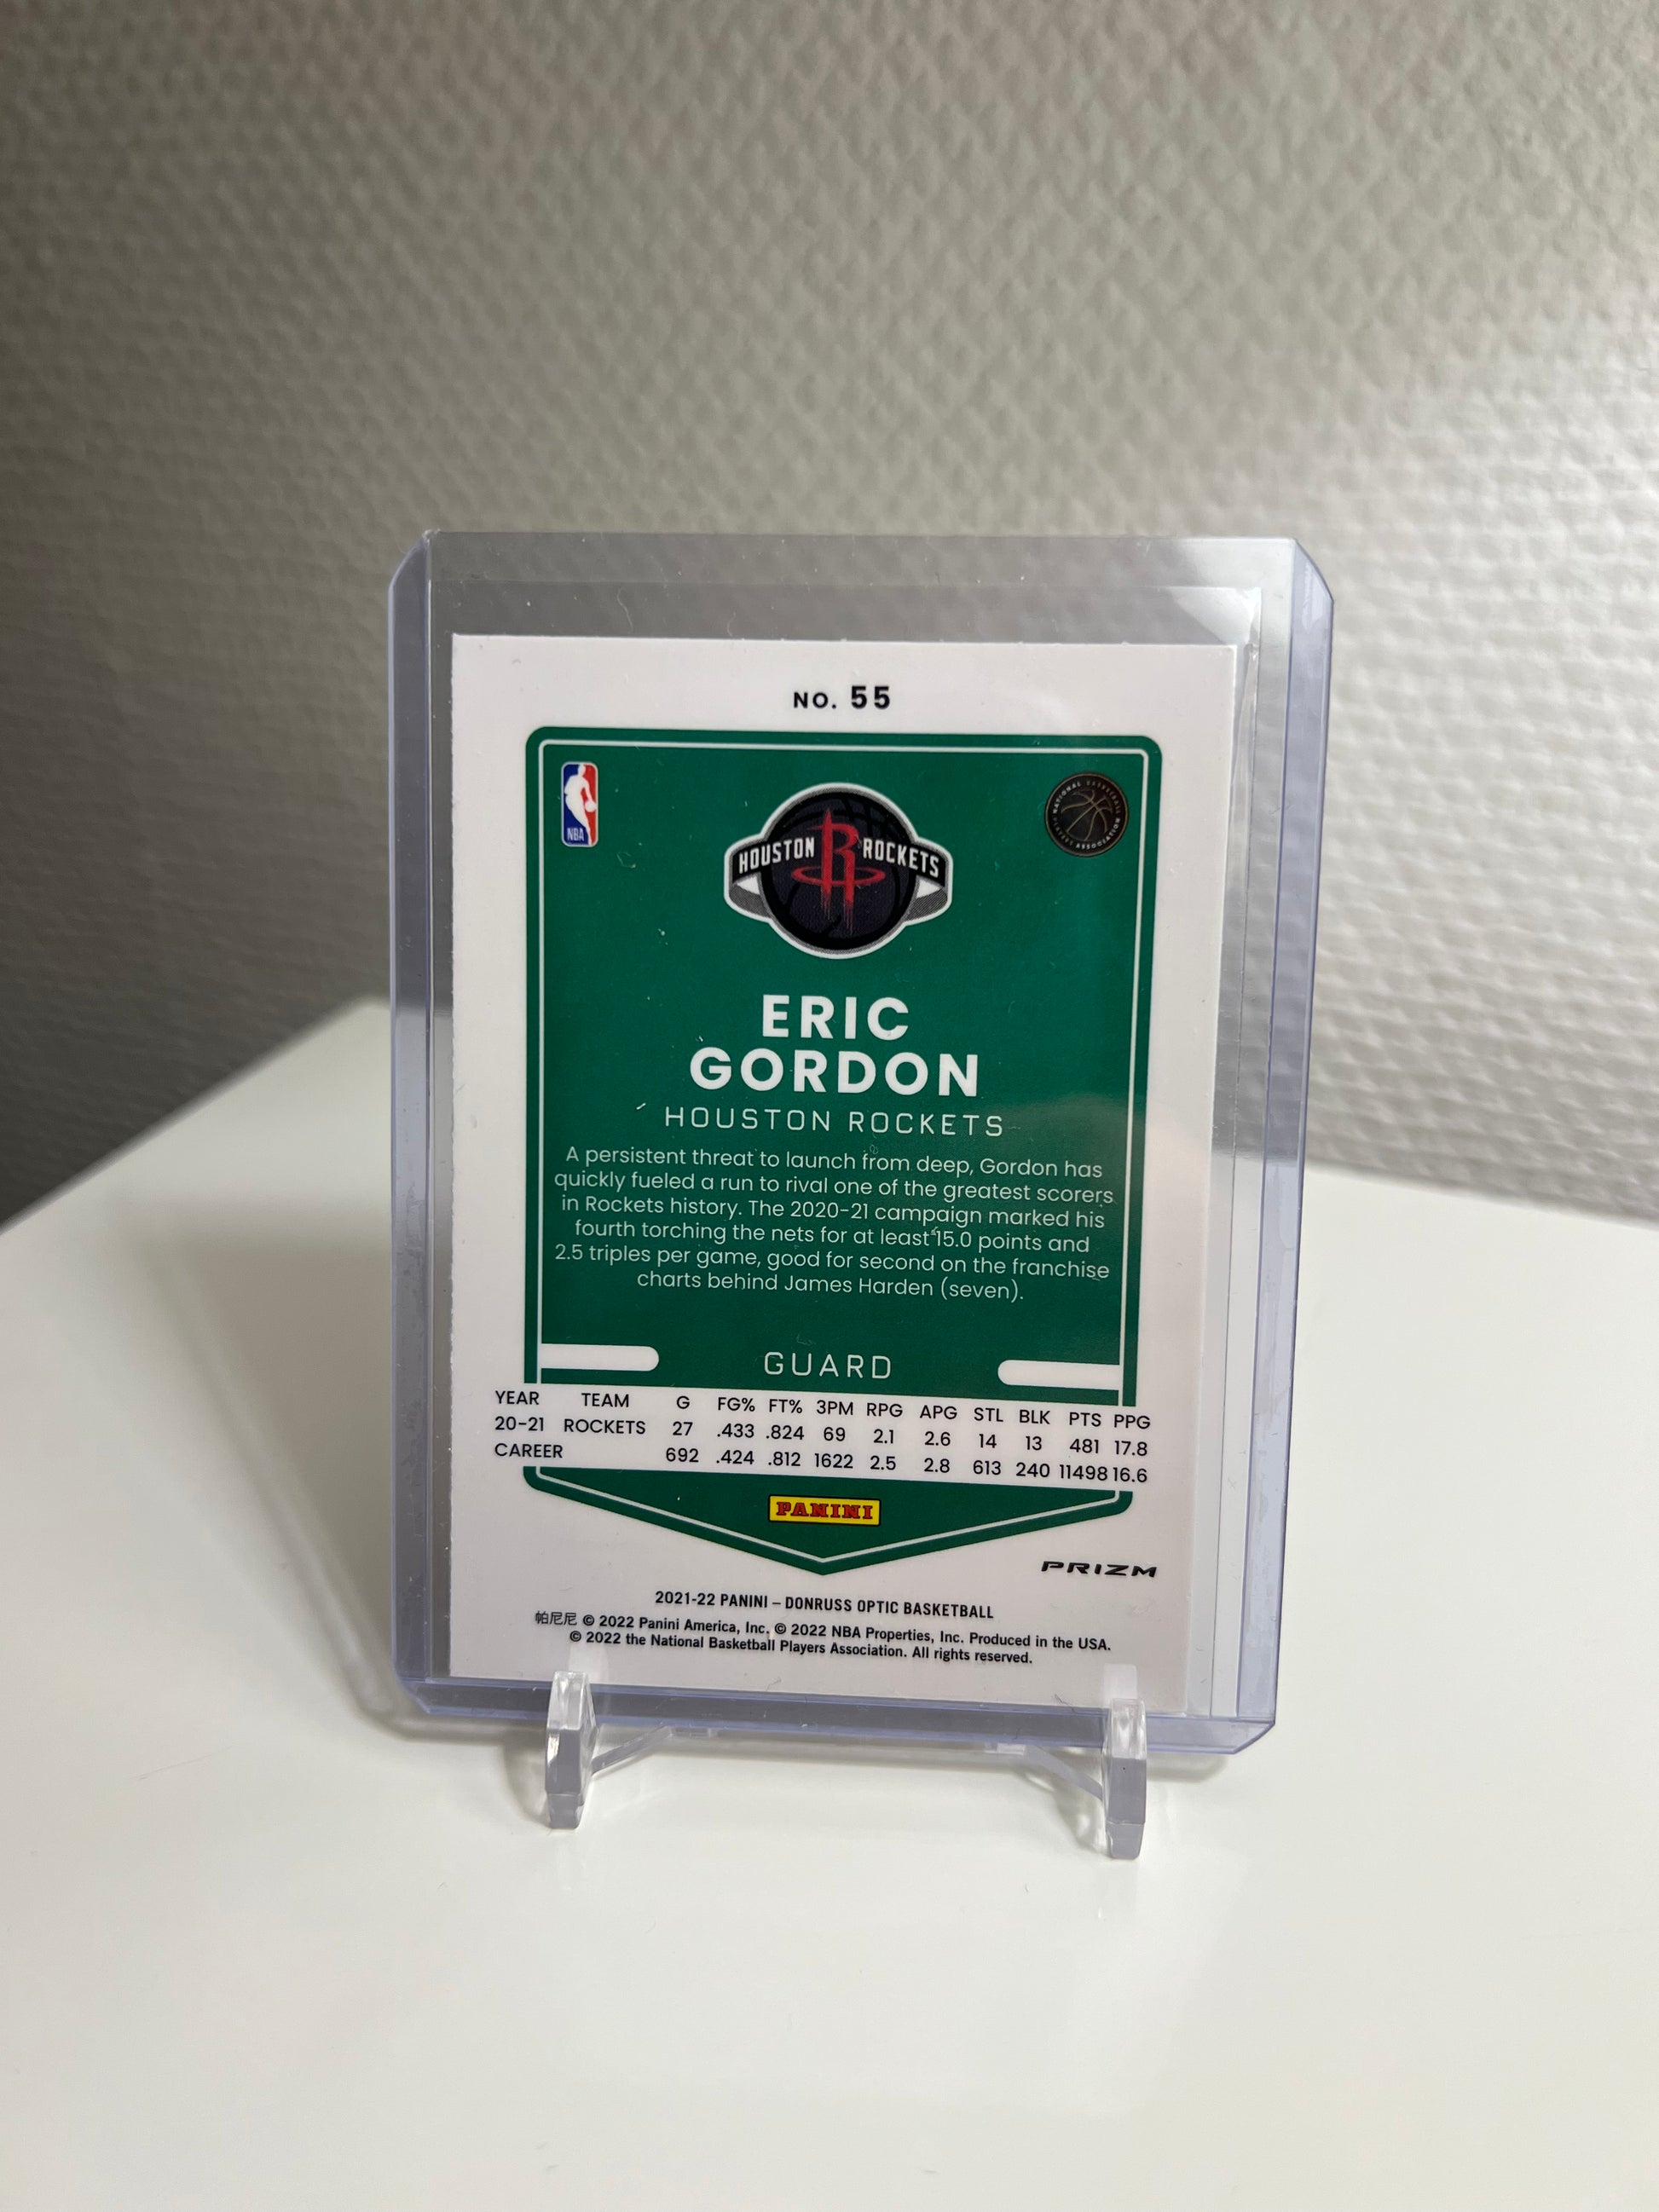 NO. 55
NBA
NATIONAL BASKETBALL PLAYERS ASSOCIATION
HOUSTON R ROCKETS
ERIC
GORDON
HOUSTON ROCKETS
A persistent threat to launch from deep, Gordon has
quickly fueled a run to rival one of the greatest scorers
in Rockets history. The 2020-21 campaign marked his
fourth torching the nets for at least 15.0 points and
2.5 triples per game, good for second on the franchise
charts behind James Harden (seven).
GUARD
YEAR TEAM G FG% FT% 3PM RPG APG STL BLK PTS PPG
20-21 ROCKETS 27 .433 .824 69 2.1 2.6 14 13 481 17.8
CAREER 692 .424 .812 1622 2.5 2.8 613 240 11498 16.6
PANINI
PRIZM
2021-22 PANINI – DONRUSS OPTIC BASKETBALL
帕尼尼 © 2022 Panini America, Inc. © 2022 NBA Properties, Inc. Produced in the USA.
© 2022 the National Basketball Players Association. All rights reserved.